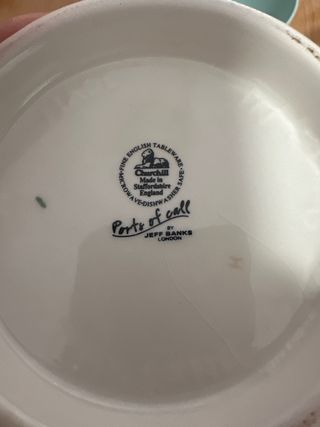 FINE ENGLISH TABLEWARE
Churchill
Made in
Staffordshire
England
MICROWAVE-DISHWASHER SAFE
Ports of call
BY
JEFF BANKS
LONDON